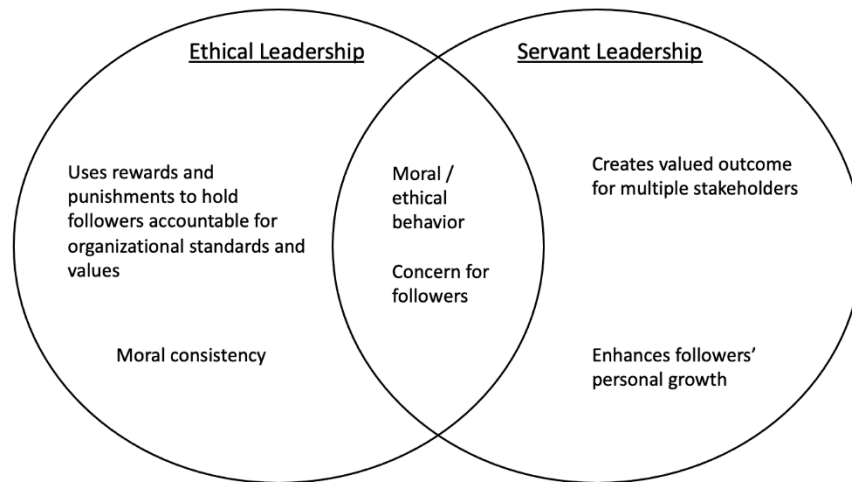 Ethical Leadership
Servant Leadership
Uses rewards and
punishments to hold
followers accountable for
organizational standards and
values
Moral consistency
Moral /
ethical
behavior
Concern for
followers
Creates valued outcome
for multiple stakeholders
Enhances followers’
personal growth